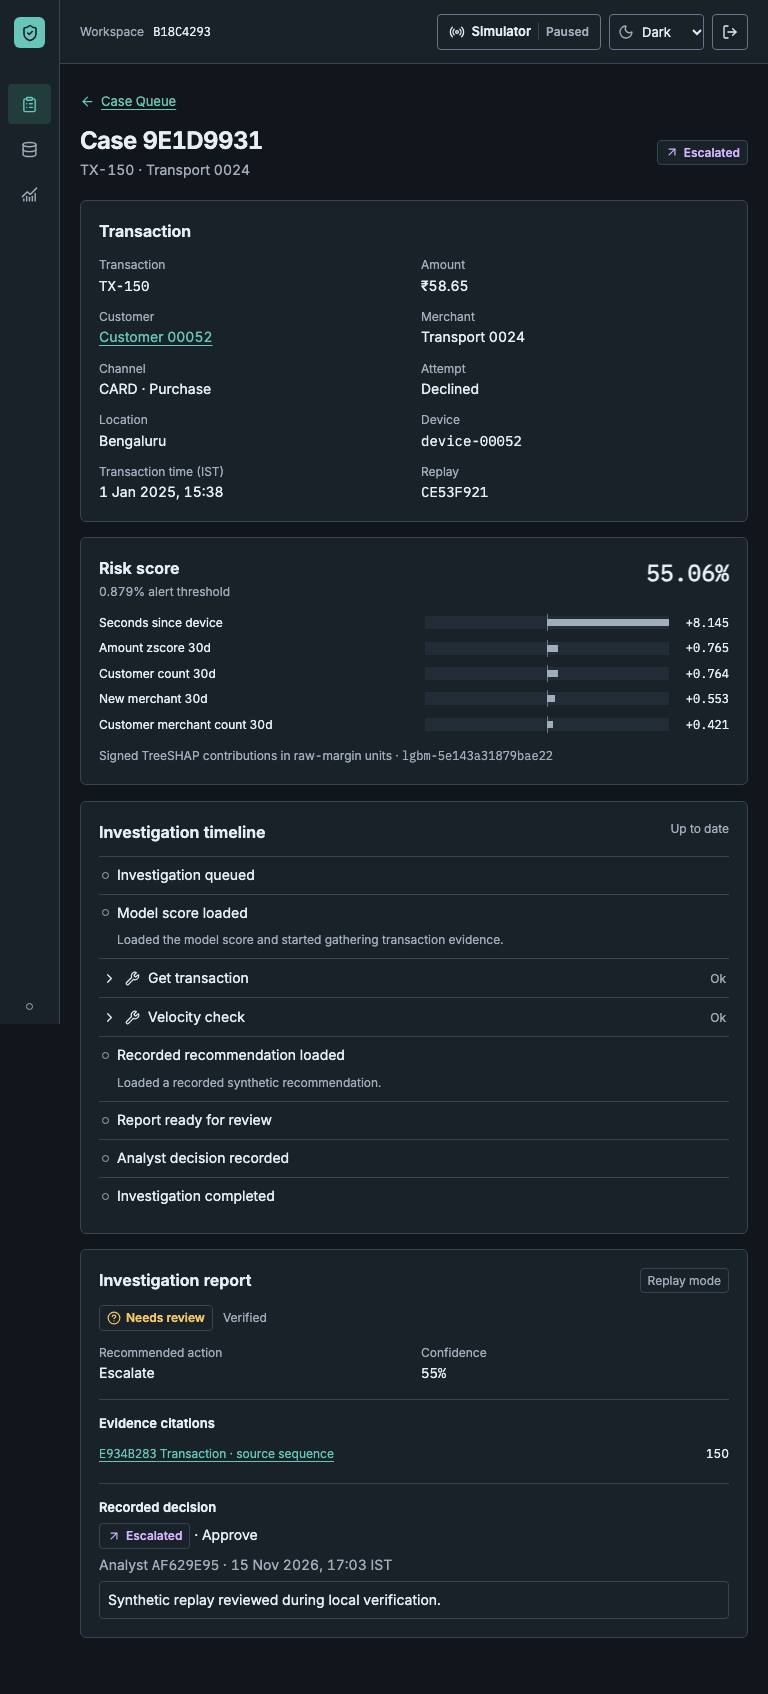 Workspace B18C4293
Simulator Paused
Dark
Case Queue
Case 9E1D9931
TX-150 · Transport 0024
Escalated
Transaction
Transaction Amount
TX-150 ₹58.65
Customer Merchant
Customer 00052 Transport 0024
Channel Attempt
CARD · Purchase Declined
Location Device
Bengaluru device-00052
Transaction time (IST) Replay
1 Jan 2025, 15:38 CE53F921
Risk score 55.06%
0.879% alert threshold
Seconds since device +8.145
Amount zscore 30d +0.765
Customer count 30d +0.764
New merchant 30d +0.553
Customer merchant count 30d +0.421
Signed TreeSHAP contributions in raw-margin units · lgbm-5e143a31879bae22
Investigation timeline Up to date
Investigation queued
Model score loaded
Loaded the model score and started gathering transaction evidence.
Get transaction Ok
Velocity check Ok
Recorded recommendation loaded
Loaded a recorded synthetic recommendation.
Report ready for review
Analyst decision recorded
Investigation completed
Investigation report Replay mode
Needs review Verified
Recommended action Confidence
Escalate 55%
Evidence citations
E934B283 Transaction · source sequence 150
Recorded decision
Escalated · Approve
Analyst AF629E95 · 15 Nov 2026, 17:03 IST
Synthetic replay reviewed during local verification.